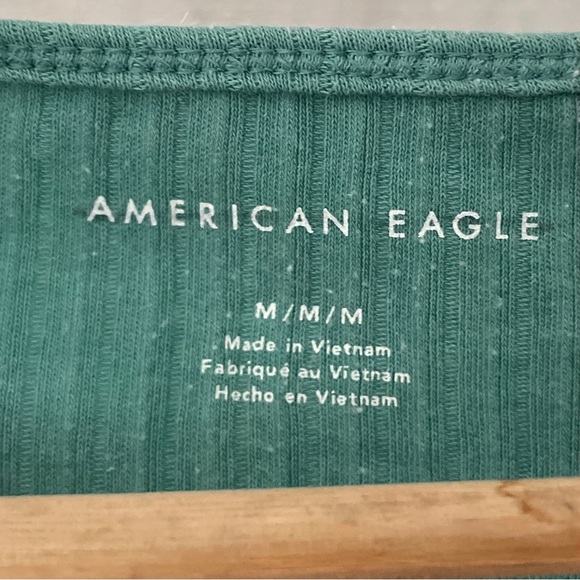 AMERICAN EAGLE
M/M/M
Made in Vietnam
Fabriqué au Vietnam
Hecho en Vietnam